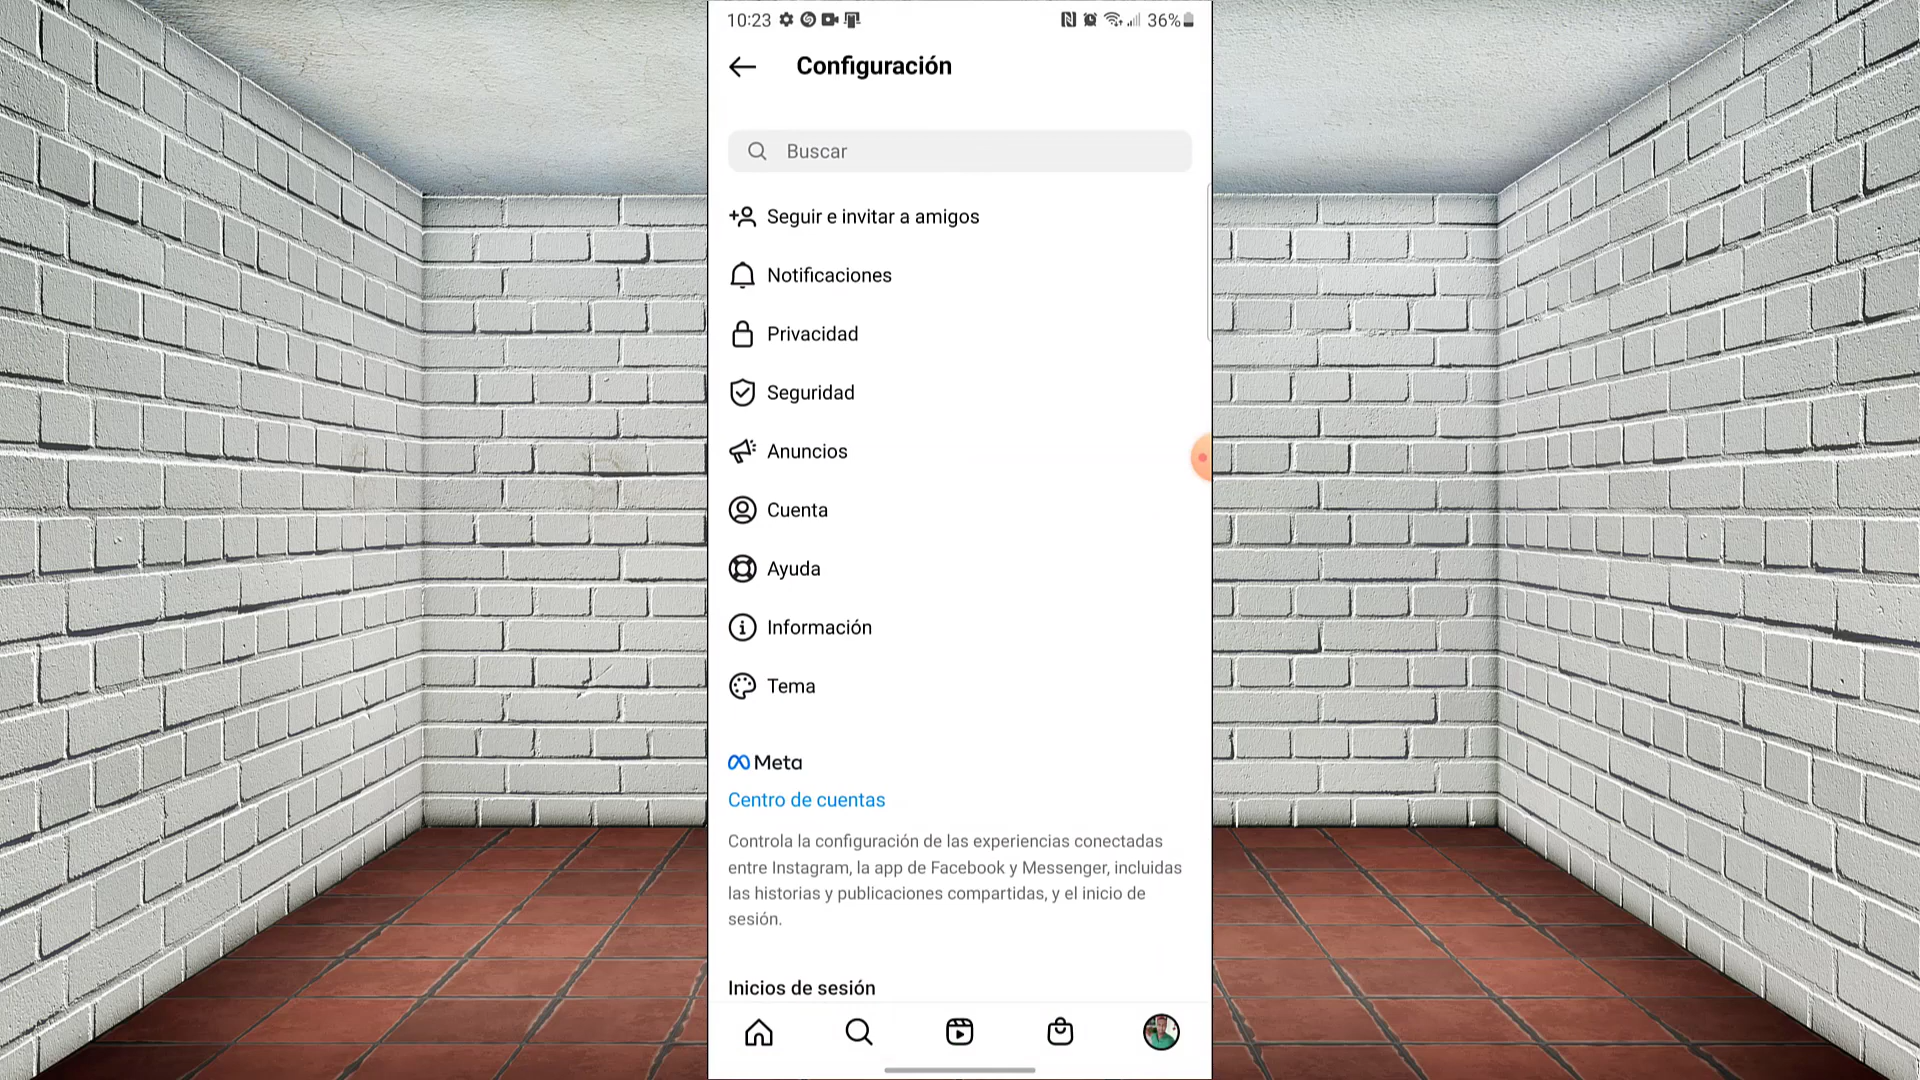 10:23 36%
Configuración
Buscar
Seguir e invitar a amigos
Notificaciones
Privacidad
Seguridad
Anuncios
Cuenta
Ayuda
Información
Tema
Meta
Centro de cuentas
Controla la configuración de las experiencias conectadas
entre Instagram, la app de Facebook y Messenger, incluidas
las historias y publicaciones compartidas, y el inicio de
sesión.
Inicios de sesión